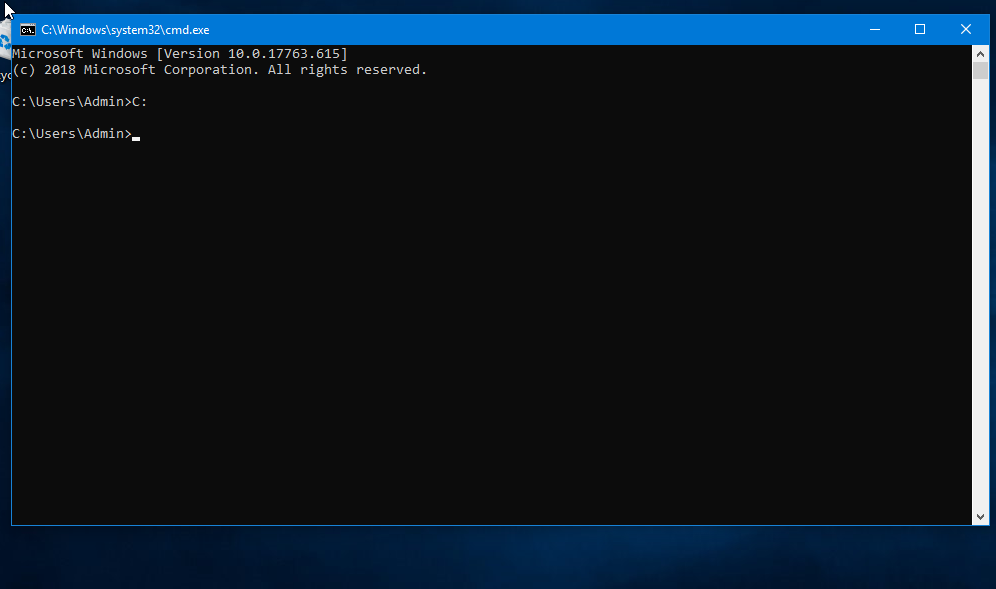 C:\Windows\system32\cmd.exe
Microsoft Windows [Version 10.0.17763.615]
(c) 2018 Microsoft Corporation. All rights reserved.
C:\Users\Admin>C:
C:\Users\Admin>